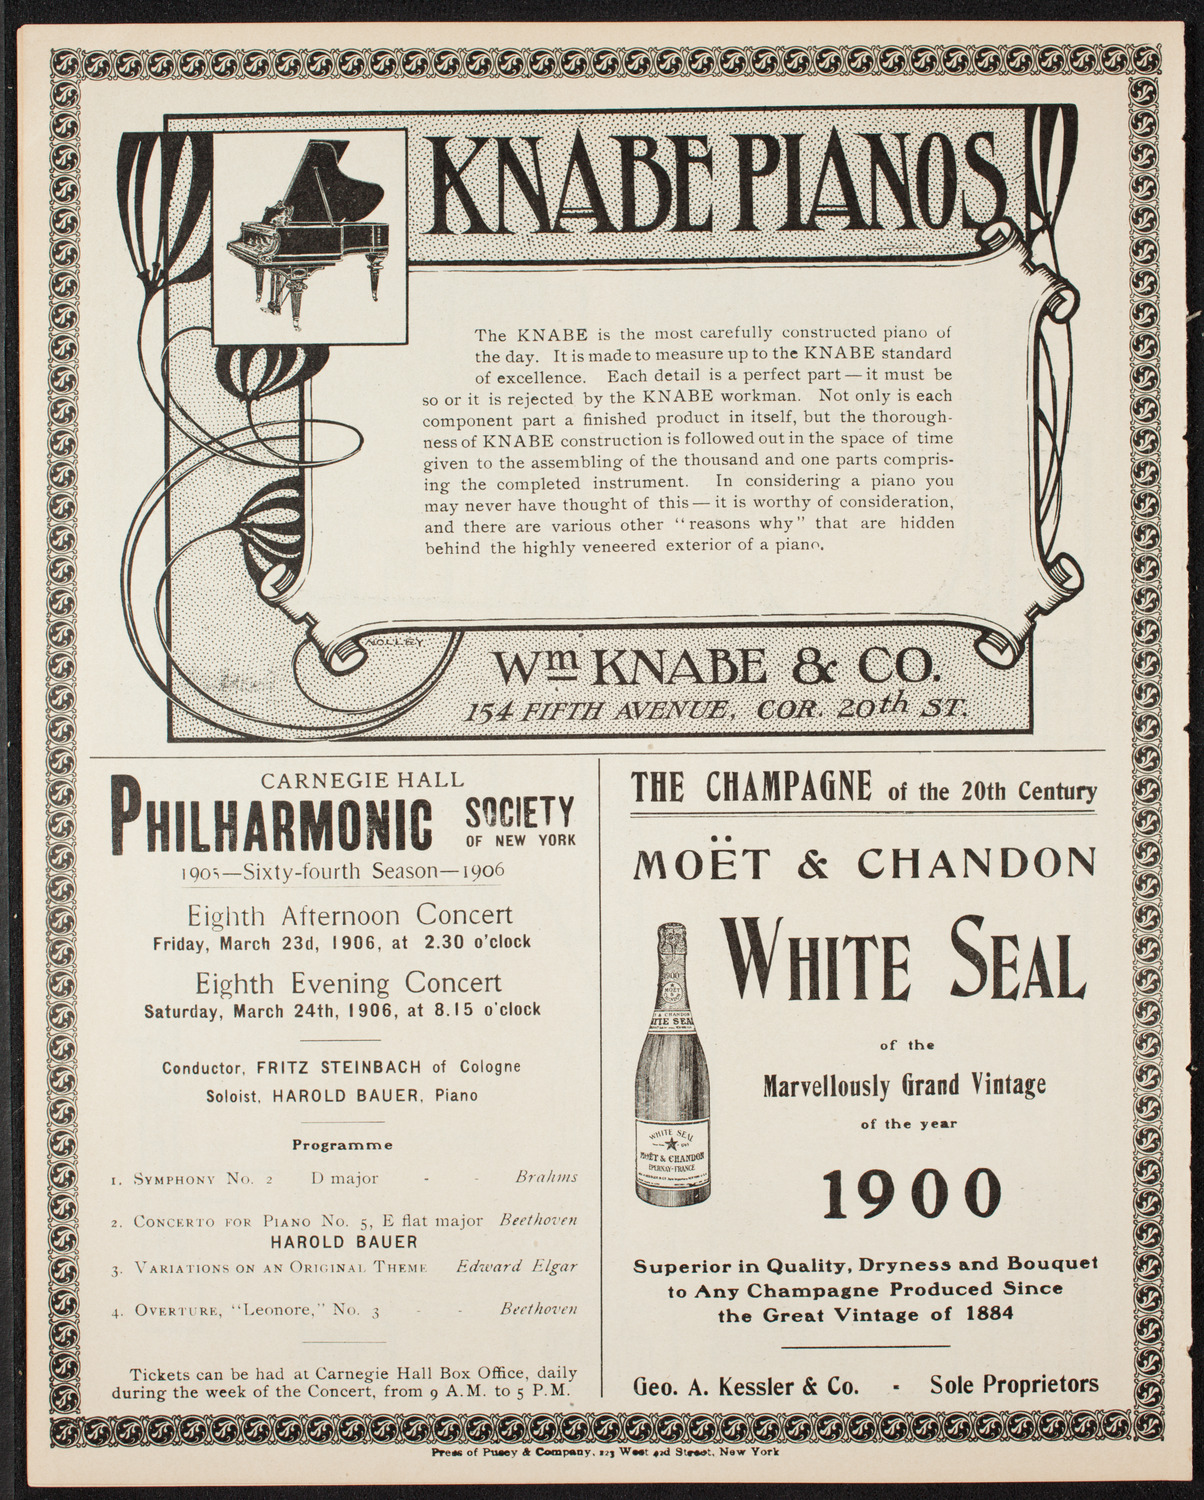 KNABE PIANOS
The KNABE is the most carefully constructed piano of
the day. It is made to measure up to the KNABE standard
of excellence. Each detail is a perfect part — it must be
so or it is rejected by the KNABE workman. Not only is each
component part a finished product in itself, but the thorough-
ness of KNABE construction is followed out in the space of time
given to the assembling of the thousand and one parts compris-
ing the completed instrument. In considering a piano you
may never have thought of this — it is worthy of consideration,
and there are various other "reasons why" that are hidden
behind the highly veneered exterior of a piano.
Wm KNABE & CO.
154 FIFTH AVENUE, COR. 20th ST.
CARNEGIE HALL
PHILHARMONIC SOCIETY
OF NEW YORK
1905—Sixty-fourth Season—1906
Eighth Afternoon Concert
Friday, March 23d, 1906, at 2.30 o'clock
Eighth Evening Concert
Saturday, March 24th, 1906, at 8.15 o'clock
Conductor, FRITZ STEINBACH of Cologne
Soloist, HAROLD BAUER, Piano
Programme
1. SYMPHONY NO. 2 D major - - Brahms
2. CONCERTO FOR PIANO NO. 5, E flat major Beethoven
HAROLD BAUER
3. VARIATIONS ON AN ORIGINAL THEME Edward Elgar
4. OVERTURE, "Leonore," No. 3 - - Beethoven
Tickets can be had at Carnegie Hall Box Office, daily
during the week of the Concert, from 9 A.M. to 5 P.M.
THE CHAMPAGNE of the 20th Century
MOËT & CHANDON
WHITE SEAL
of the
Marvellously Grand Vintage
of the year
1900
WHITE SEAL
MOËT & CHANDON
EPERNAY-FRANCE
Superior in Quality, Dryness and Bouquet
to Any Champagne Produced Since
the Great Vintage of 1884
Geo. A. Kessler & Co. - Sole Proprietors
Press of Pusey & Company, 223 West 42d Street, New York